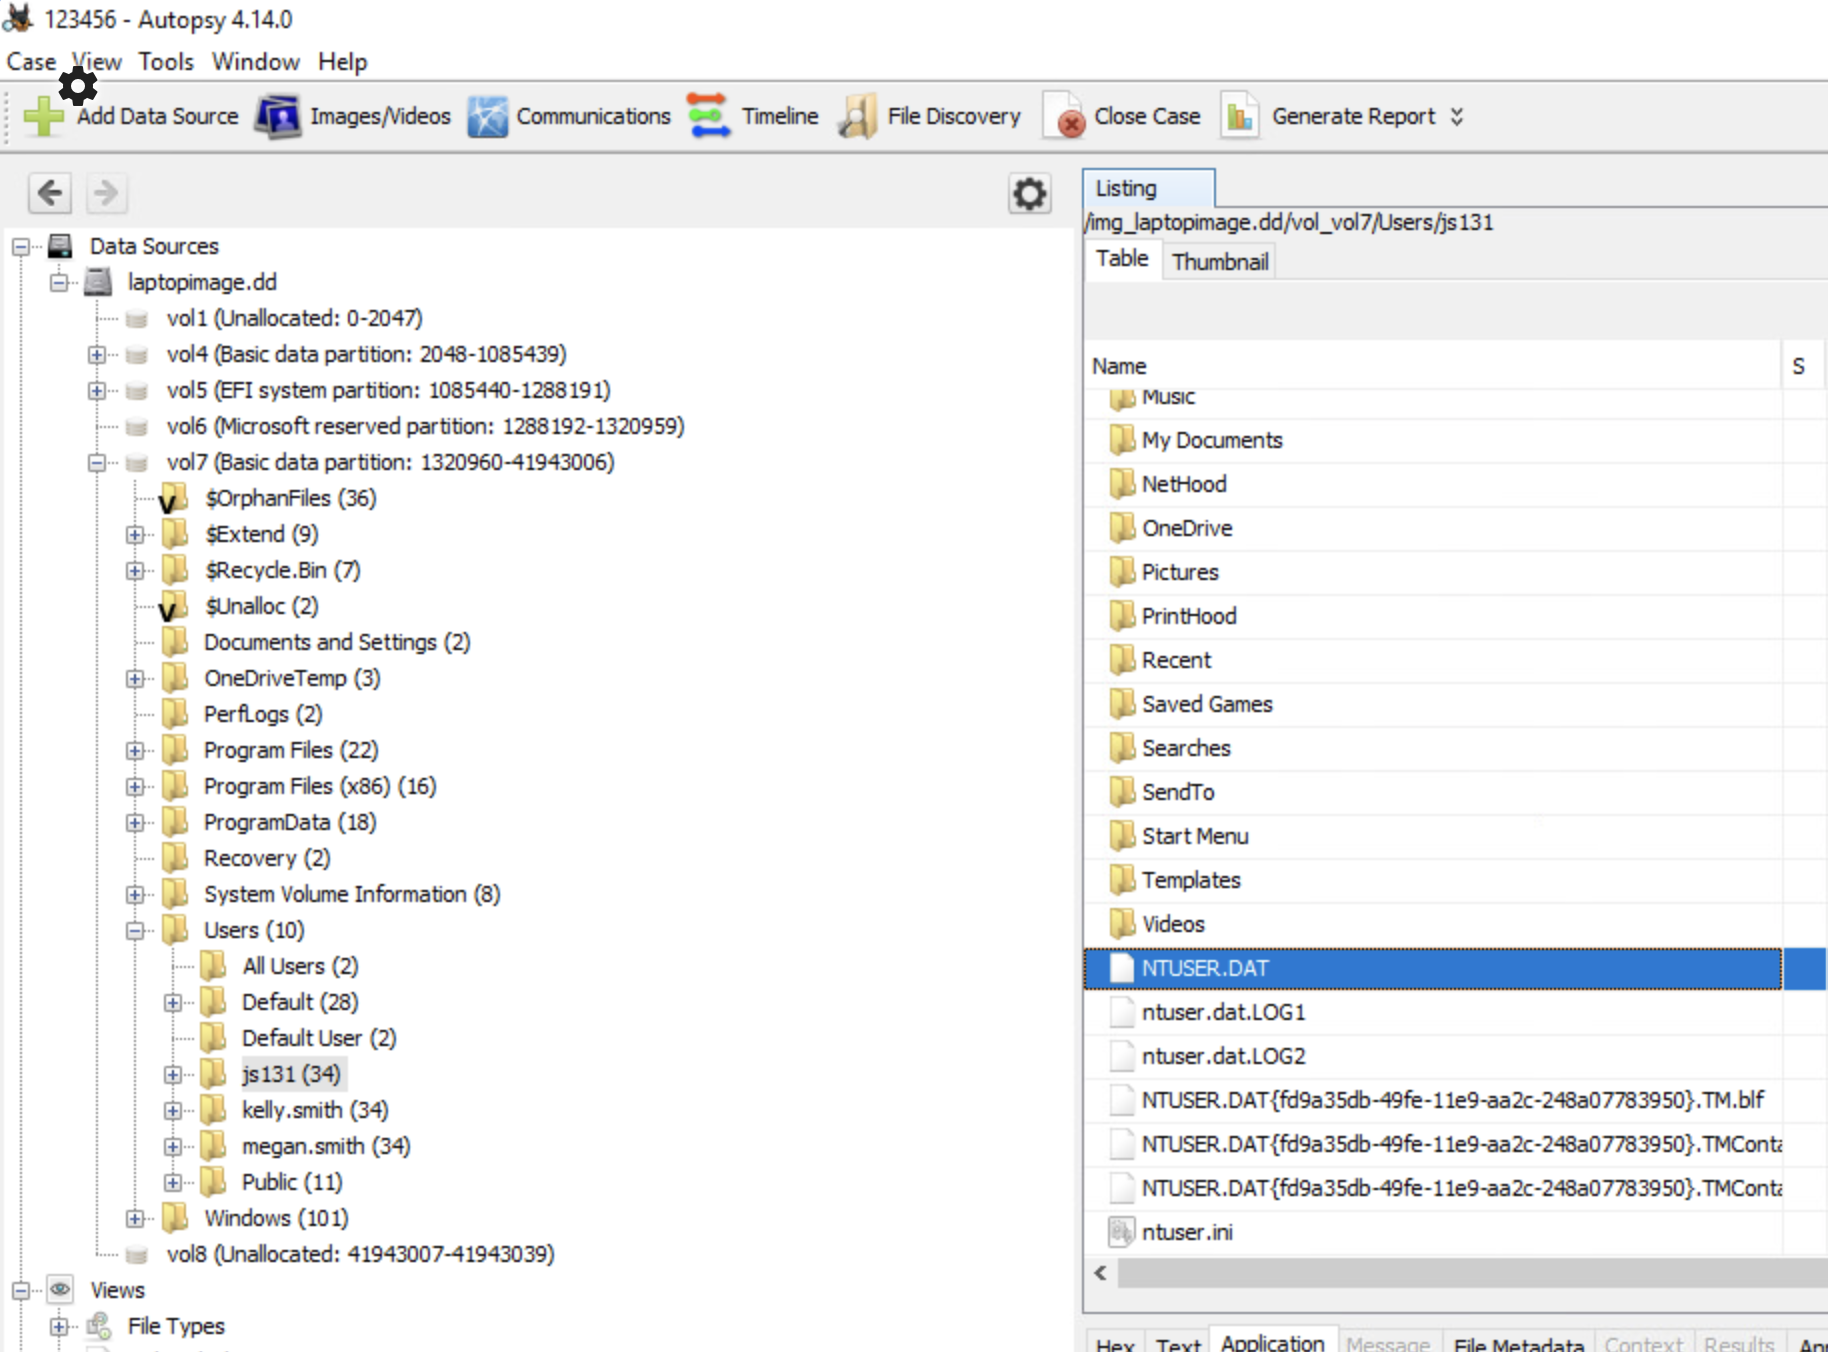 123456 - Autopsy 4.14.0
Case View Tools Window Help
Add Data Source Images/Videos Communications Timeline File Discovery Close Case Generate Report
Data Sources
laptopimage.dd
vol1 (Unallocated: 0-2047)
vol4 (Basic data partition: 2048-1085439)
vol5 (EFI system partition: 1085440-1288191)
vol6 (Microsoft reserved partition: 1288192-1320959)
vol7 (Basic data partition: 1320960-41943006)
$OrphanFiles (36)
$Extend (9)
$Recycle.Bin (7)
$Unalloc (2)
Documents and Settings (2)
OneDriveTemp (3)
PerfLogs (2)
Program Files (22)
Program Files (x86) (16)
ProgramData (18)
Recovery (2)
System Volume Information (8)
Users (10)
All Users (2)
Default (28)
Default User (2)
js131 (34)
kelly.smith (34)
megan.smith (34)
Public (11)
Windows (101)
vol8 (Unallocated: 41943007-41943039)
Views
File Types
Listing
/img_laptopimage.dd/vol_vol7/Users/js131
Table Thumbnail
Name S
Music
My Documents
NetHood
OneDrive
Pictures
PrintHood
Recent
Saved Games
Searches
SendTo
Start Menu
Templates
Videos
NTUSER.DAT
ntuser.dat.LOG1
ntuser.dat.LOG2
NTUSER.DAT{fd9a35db-49fe-11e9-aa2c-248a07783950}.TM.blf
NTUSER.DAT{fd9a35db-49fe-11e9-aa2c-248a07783950}.TMConta
NTUSER.DAT{fd9a35db-49fe-11e9-aa2c-248a07783950}.TMConta
ntuser.ini
Hex Text Application Message File Metadata Context Results